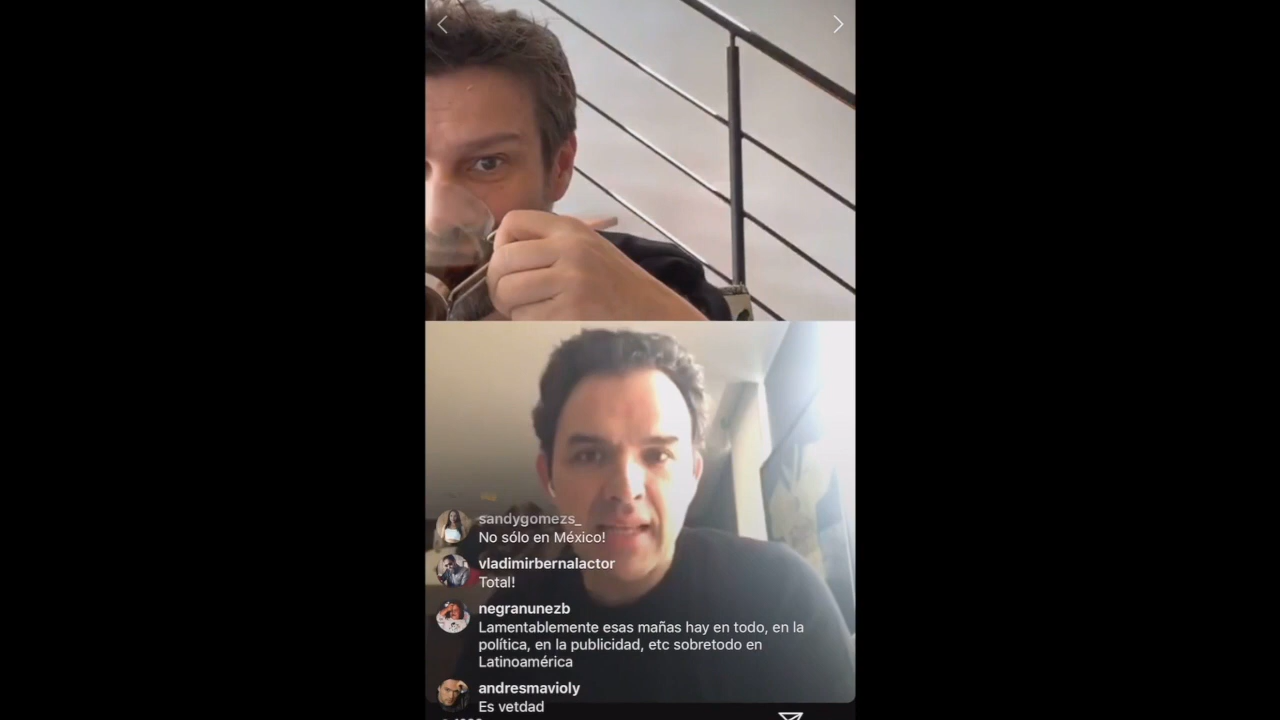 sandygomezs_
No sólo en México!
vladimirbernalactor
Total!
negranunezb
Lamentablemente esas mañas hay en todo, en la
política, en la publicidad, etc sobretodo en
Latinoamérica
andresmavioly
Es vetdad